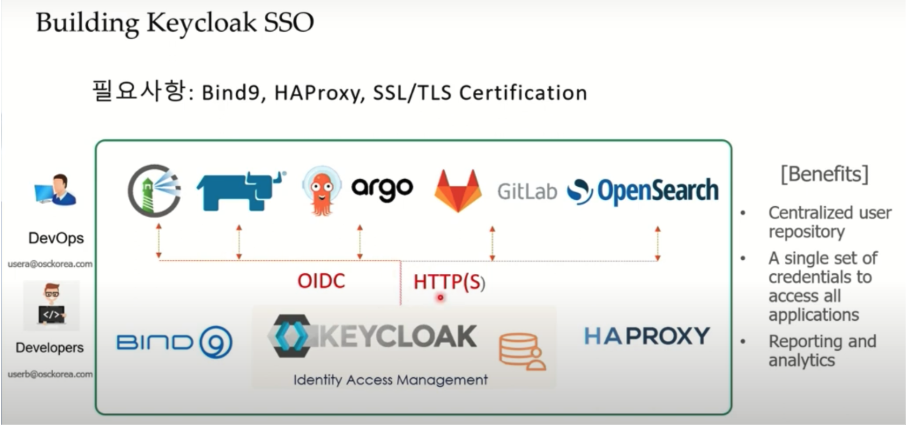 Building Keycloak SSO
필요사항: Bind9, HAProxy, SSL/TLS Certification
argo
GitLab
OpenSearch
DevOps
usera@osckorea.com
Developers
userb@osckorea.com
OIDC
HTTP(S)
BIND 9
KEYCLOAK
Identity Access Management
HAPROXY
[Benefits]
• Centralized user
repository
• A single set of
credentials to
access all
applications
• Reporting and
analytics